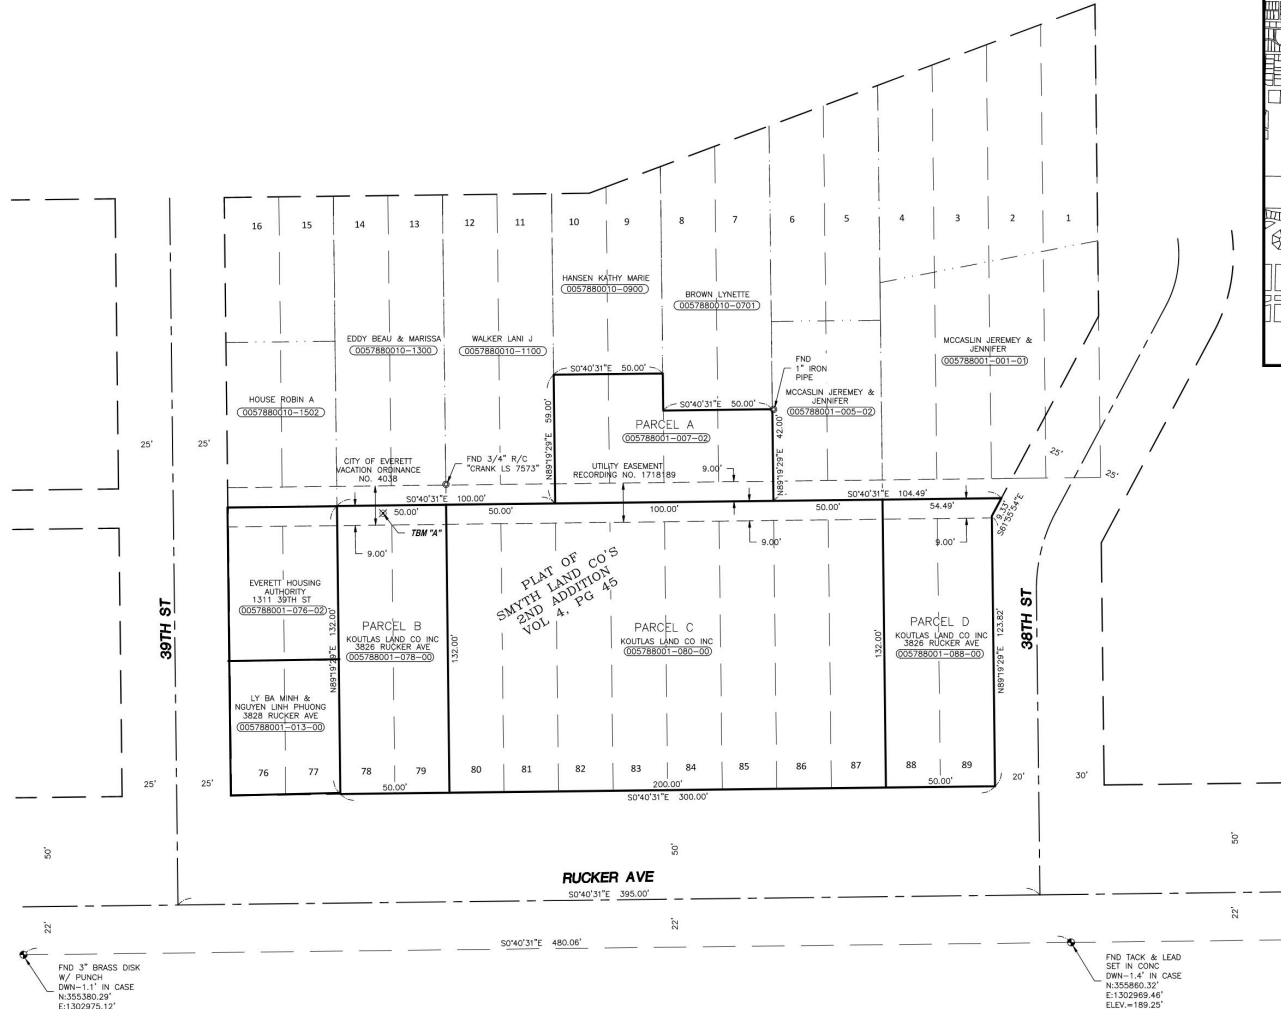 16 15 14 13 12 11 10 9 8 7 6 5 4 3 2 1
HANSEN KATHY MARIE
0057880010-0900
BROWN LYNETTE
0057880010-0701
EDDY BEAU & MARISSA
0057880010-1300
WALKER LANI J
0057880010-1100
MCCASLIN JEREMEY &
JENNIFER
005788001-001-01
FND
1" IRON
PIPE
S0°40'31"E 50.00'
MCCASLIN JEREMEY &
JENNIFER
005788001-005-02
HOUSE ROBIN A
0057880010-1502
S0°40'31"E 50.00'
N89°19'29"E 59.00'
PARCEL A
005788001-007-02
N89°19'29"E 42.00'
25'
25'
25'
25'
CITY OF EVERETT
VACATION ORDINANCE
NO. 4038
FND 3/4" R/C
"CRANK LS 7573"
UTILITY EASEMENT
RECORDING NO. 1718189
9.00'
S0°40'31"E 100.00'
S0°40'31"E 104.49'
50.00'
50.00'
100.00'
50.00'
54.49'
9.33'
S61°55'54"E
TBM "A"
9.00'
9.00'
9.00'
PLAT OF
SMYTH LAND CO'S
2ND ADDITION
VOL 4, PG 45
39TH ST
EVERETT HOUSING
AUTHORITY
1311 39TH ST
005788001-076-02
N89°19'29"E 132.00'
PARCEL B
KOUTLAS LAND CO INC
3826 RUCKER AVE
005788001-078-00
132.00'
PARCEL C
KOUTLAS LAND CO INC
005788001-080-00
132.00'
PARCEL D
KOUTLAS LAND CO INC
3826 RUCKER AVE
005788001-088-00
N89°19'29"E 123.82'
38TH ST
LY BA MINH &
NGUYEN LINH PHUONG
3828 RUCKER AVE
005788001-013-00
76 77 78 79 80 81 82 83 84 85 86 87 88 89
25'
25'
20'
30'
50.00'
200.00'
50.00'
S0°40'31"E 300.00'
50'
50'
50'
RUCKER AVE
S0°40'31"E 395.00'
22'
22'
22'
S0°40'31"E 480.06'
FND 3" BRASS DISK
W/ PUNCH
DWN-1.1' IN CASE
N:355380.29'
E:1302975.12'
FND TACK & LEAD
SET IN CONC
DWN-1.4' IN CASE
N:355860.32'
E:1302969.46'
ELEV.=189.25'